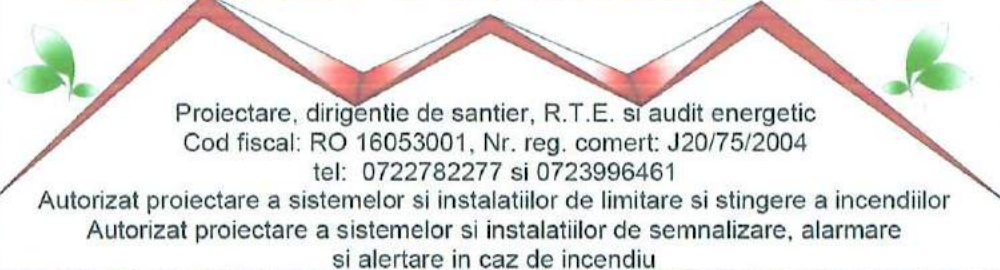 Proiectare, dirigentie de santier, R.T.E. si audit energetic
Cod fiscal: RO 16053001, Nr. reg. comert: J20/75/2004
tel: 0722782277 si 0723996461
Autorizat proiectare a sistemelor si instalatiilor de limitare si stingere a incendiilor
Autorizat proiectare a sistemelor si instalatiilor de semnalizare, alarmare
si alertare in caz de incendiu